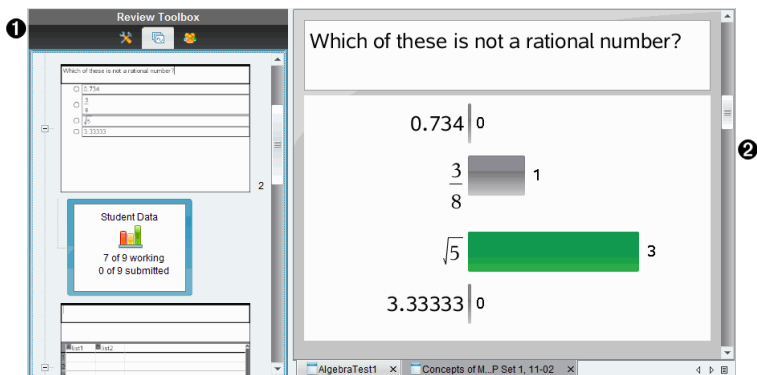 ❶
Review Toolbox
Which of these is not a rational number?
0.734
3
8
√5
3.33333
2
Student Data
7 of 9 working
0 of 9 submitted
list1 list2
Which of these is not a rational number?
0.734 0
3
8
1
√5 3
3.33333 0
❷
AlgebraTest1 x Concepts of M...P Set 1, 11-02 x